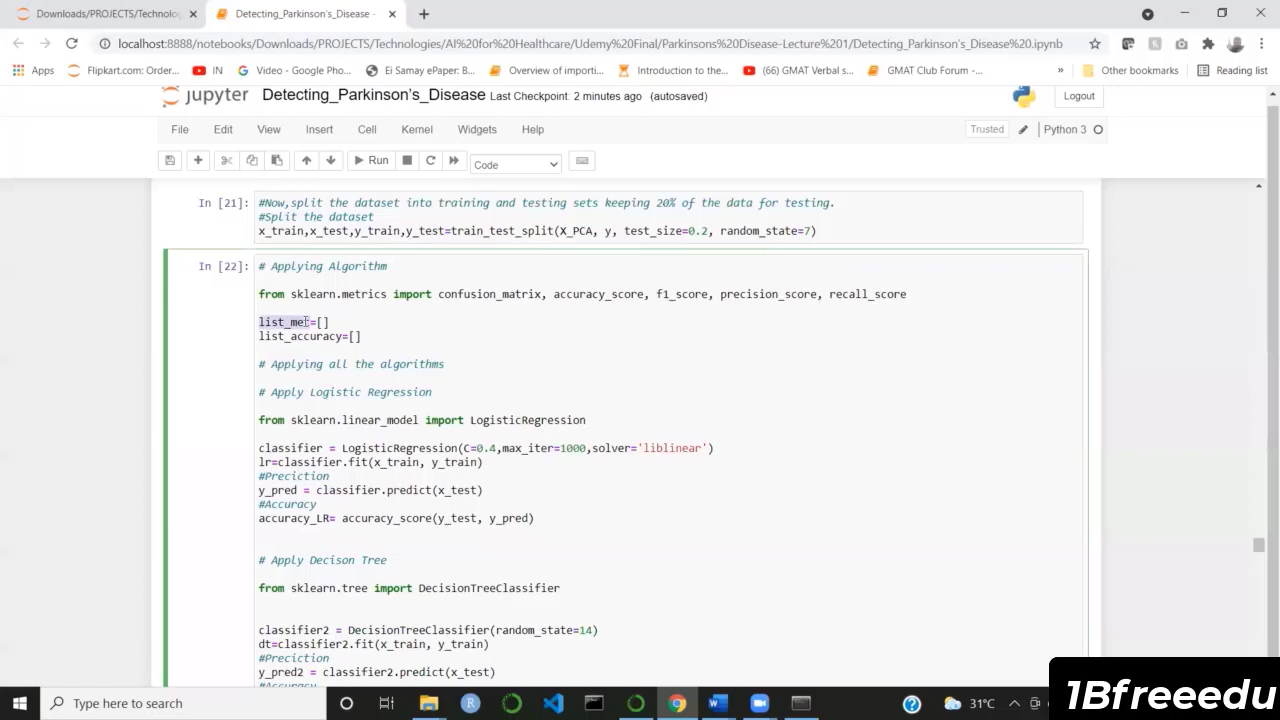 Downloads/PROJECTS/Technolog
Detecting_Parkinson's_Disease -
localhost:8888/notebooks/Downloads/PROJECTS/Technologies/AI%20for%20Healthcare/Udemy%20Final/Parkinsons%20Disease-Lecture%201/Detecting_Parkinson's_Disease%20.ipynb
Apps Flipkart.com: Order... IN Video - Google Pho... Ei Samay ePaper: B... Overview of importi... Introduction to the... (66) GMAT Verbal s... GMAT Club Forum -... » Other bookmarks Reading list
jupyter Detecting_Parkinson's_Disease Last Checkpoint: 2 minutes ago (autosaved) Logout
File Edit View Insert Cell Kernel Widgets Help Trusted Python 3
Run Code
In [21]: #Now,split the dataset into training and testing sets keeping 20% of the data for testing.
#Split the dataset
x_train,x_test,y_train,y_test=train_test_split(X_PCA, y, test_size=0.2, random_state=7)
In [22]: # Applying Algorithm
from sklearn.metrics import confusion_matrix, accuracy_score, f1_score, precision_score, recall_score
list_met=[]
list_accuracy=[]
# Applying all the algorithms
# Apply Logistic Regression
from sklearn.linear_model import LogisticRegression
classifier = LogisticRegression(C=0.4,max_iter=1000,solver='liblinear')
lr=classifier.fit(x_train, y_train)
#Preciction
y_pred = classifier.predict(x_test)
#Accuracy
accuracy_LR= accuracy_score(y_test, y_pred)
# Apply Decison Tree
from sklearn.tree import DecisionTreeClassifier
classifier2 = DecisionTreeClassifier(random_state=14)
dt=classifier2.fit(x_train, y_train)
#Preciction
y_pred2 = classifier2.predict(x_test)
#Accuracy
1Bfreeedu
Type here to search
31°C